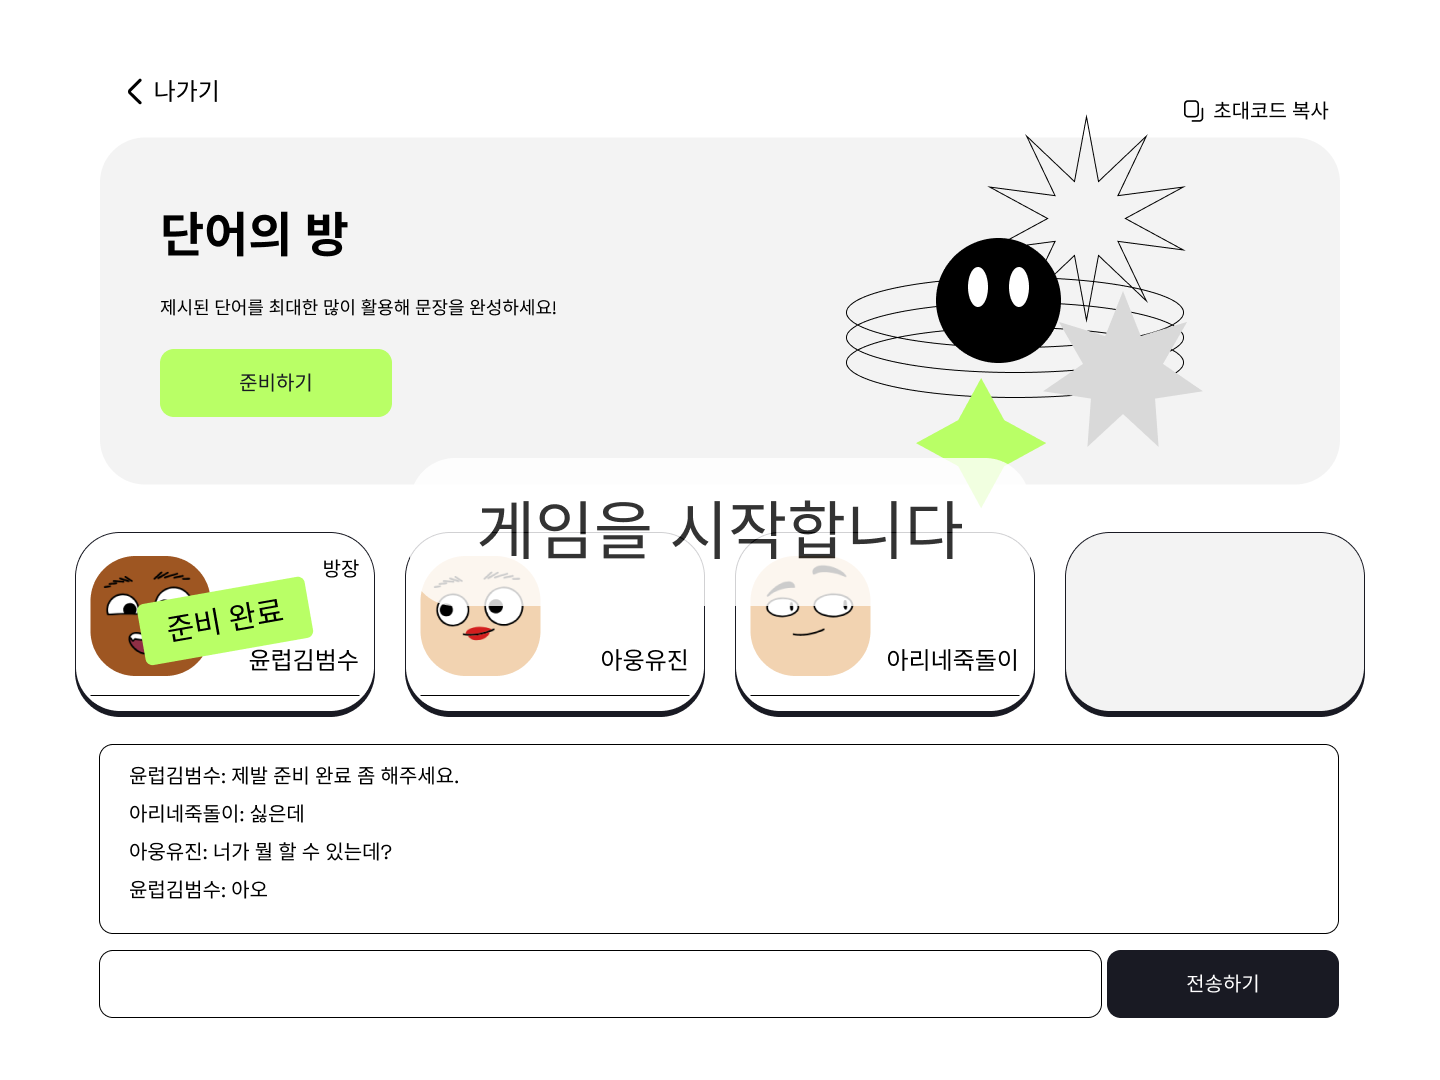 나가기
초대코드 복사
단어의 방
제시된 단어를 최대한 많이 활용해 문장을 완성하세요!
준비하기
게임을 시작합니다
방장
준비 완료
윤럽김범수
아웅유진
아리네죽돌이
윤럽김범수: 제발 준비 완료 좀 해주세요.
아리네죽돌이: 싫은데
아웅유진: 너가 뭘 할 수 있는데?
윤럽김범수: 아오
전송하기